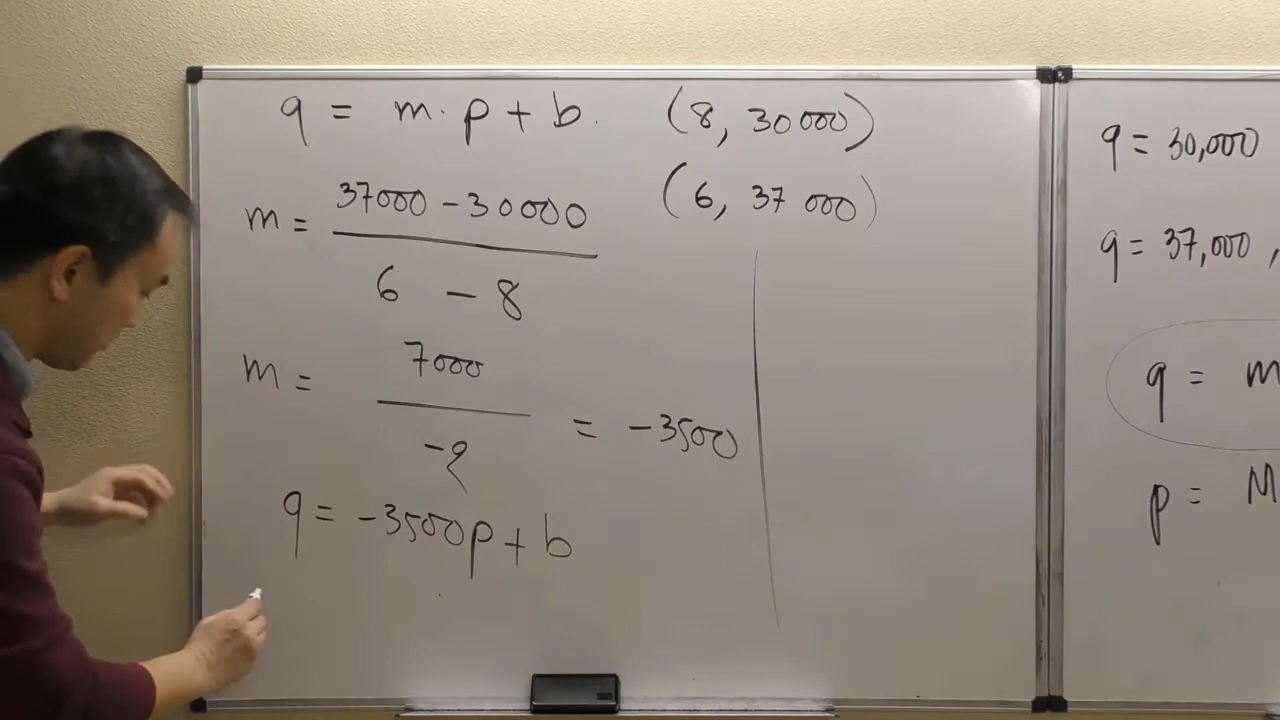 q = m. p + b. (8, 30000)
(6, 37 000)
m = 37000 - 30000 / 6 - 8
m = 7000 / -2 = -3500
q = -3500p + b
q = 30,000
q = 37,000 ,
q = m
p = M